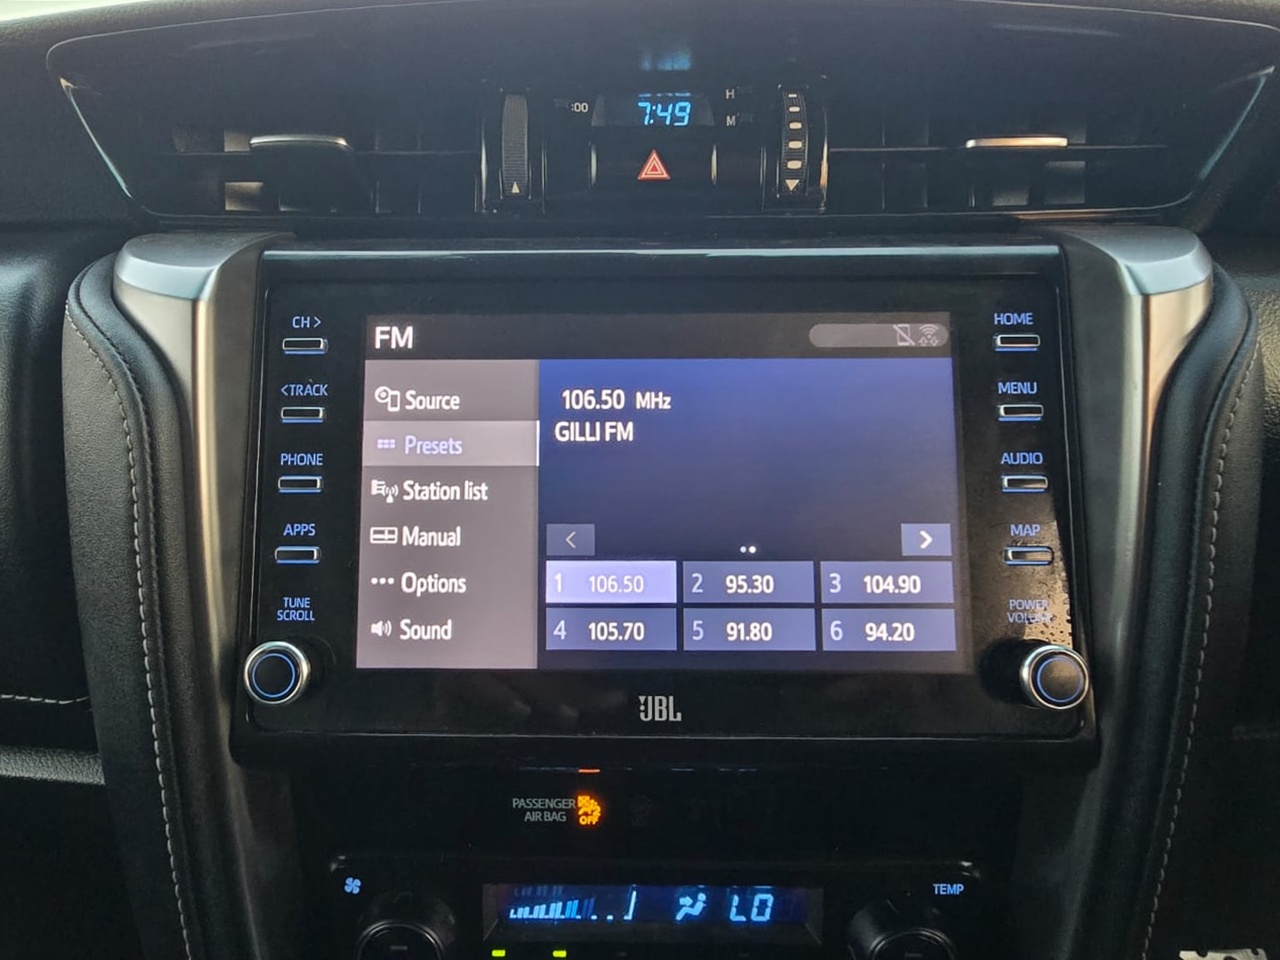 :00
7:49
H
M
CH >
<TRACK
PHONE
APPS
TUNE
SCROLL
FM
Source
Presets
Station list
Manual
Options
Sound
106.50 MHz
GILLI FM
1 106.50
2 95.30
3 104.90
4 105.70
5 91.80
6 94.20
HOME
MENU
AUDIO
MAP
POWER
VOLUME
JBL
PASSENGER
AIR BAG
OFF
LO
TEMP